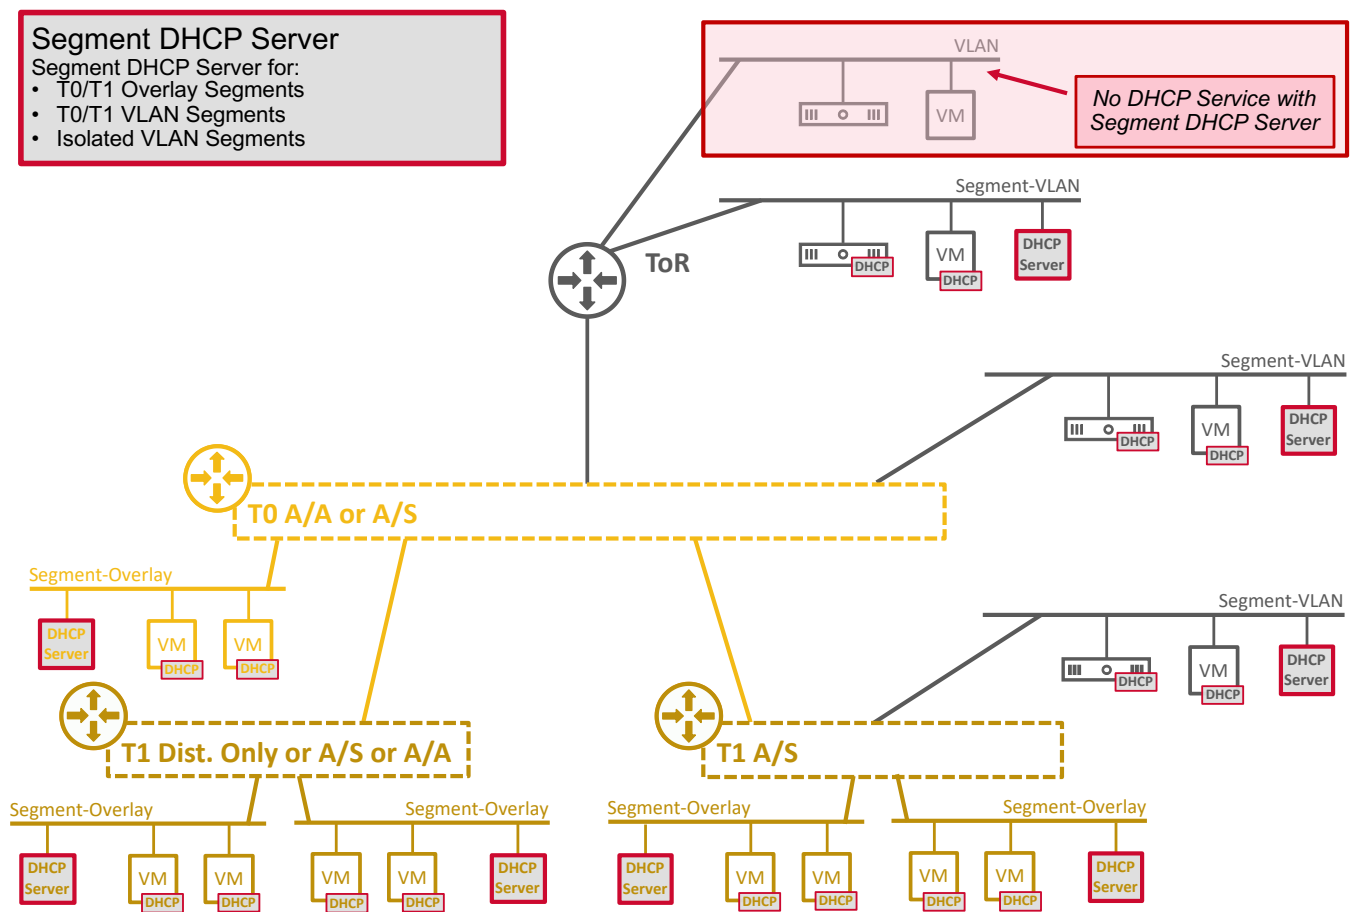 Segment DHCP Server
Segment DHCP Server for:
• T0/T1 Overlay Segments
• T0/T1 VLAN Segments
• Isolated VLAN Segments
VLAN
VM
No DHCP Service with
Segment DHCP Server
Segment-VLAN
DHCP
VM
DHCP
DHCP
Server
ToR
Segment-VLAN
DHCP
VM
DHCP
DHCP
Server
T0 A/A or A/S
Segment-Overlay
DHCP
Server
VM
DHCP
VM
DHCP
Segment-VLAN
DHCP
VM
DHCP
DHCP
Server
T1 Dist. Only or A/S or A/A
T1 A/S
Segment-Overlay
DHCP
Server
VM
DHCP
VM
DHCP
Segment-Overlay
VM
DHCP
VM
DHCP
DHCP
Server
Segment-Overlay
DHCP
Server
VM
DHCP
VM
DHCP
Segment-Overlay
VM
DHCP
VM
DHCP
DHCP
Server